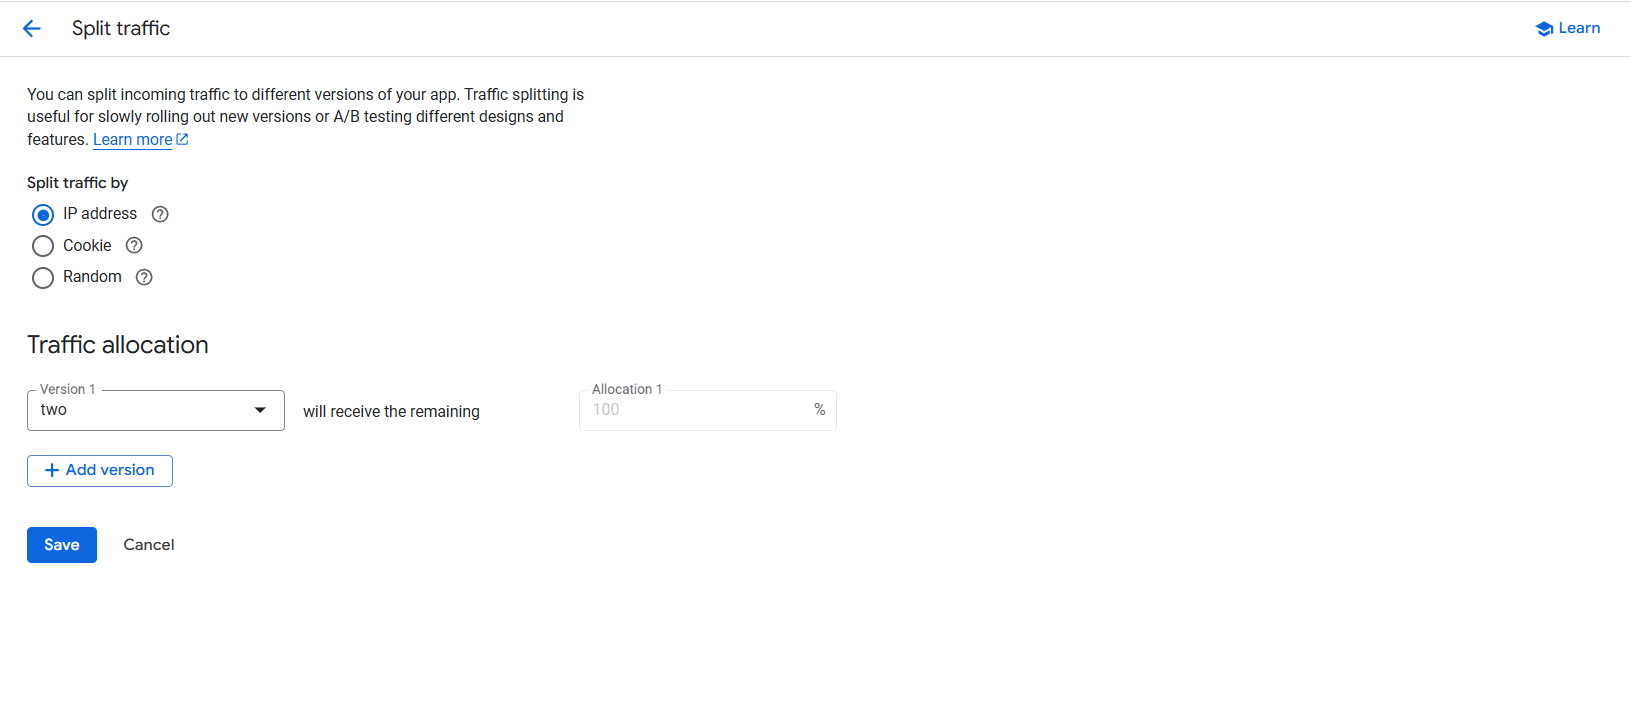 Split traffic
Learn
You can split incoming traffic to different versions of your app. Traffic splitting is
useful for slowly rolling out new versions or A/B testing different designs and
features. Learn more
Split traffic by
IP address
Cookie
Random
Traffic allocation
Version 1
two
will receive the remaining
Allocation 1
100
%
+ Add version
Save
Cancel